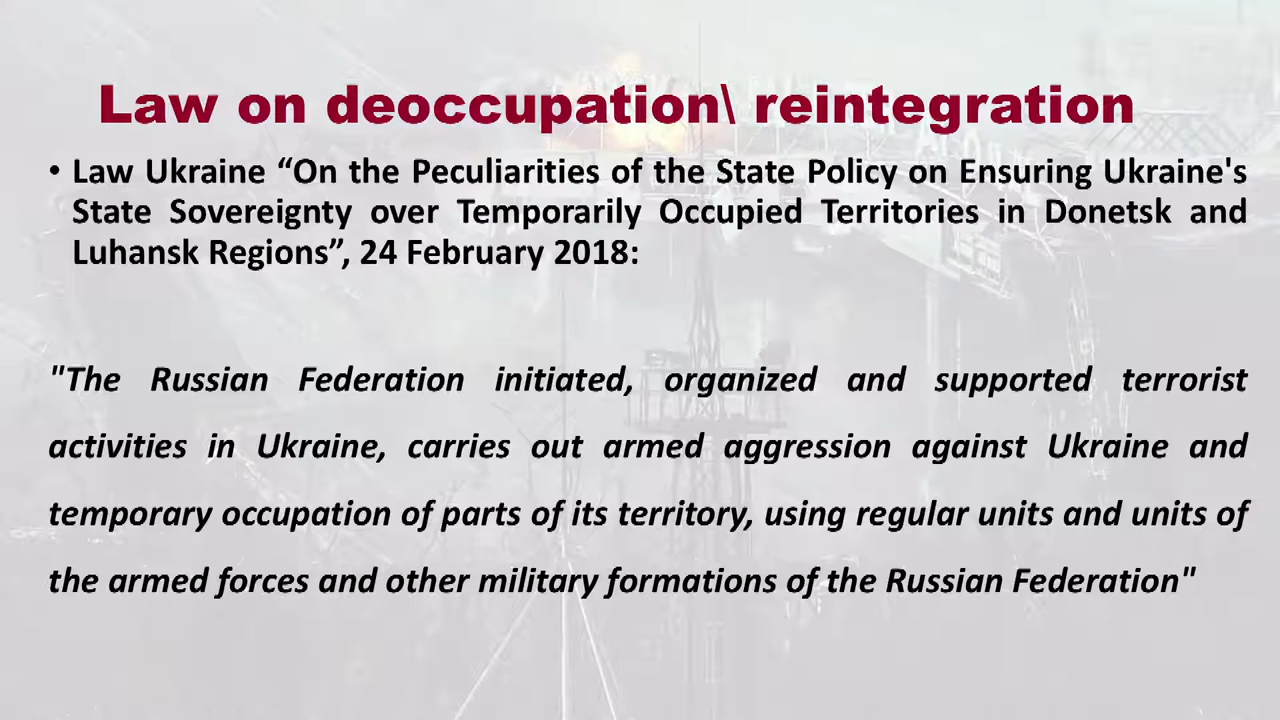 Law on deoccupation\ reintegration
• Law Ukraine “On the Peculiarities of the State Policy on Ensuring Ukraine's
State Sovereignty over Temporarily Occupied Territories in Donetsk and
Luhansk Regions”, 24 February 2018:
"The Russian Federation initiated, organized and supported terrorist
activities in Ukraine, carries out armed aggression against Ukraine and
temporary occupation of parts of its territory, using regular units and units of
the armed forces and other military formations of the Russian Federation"